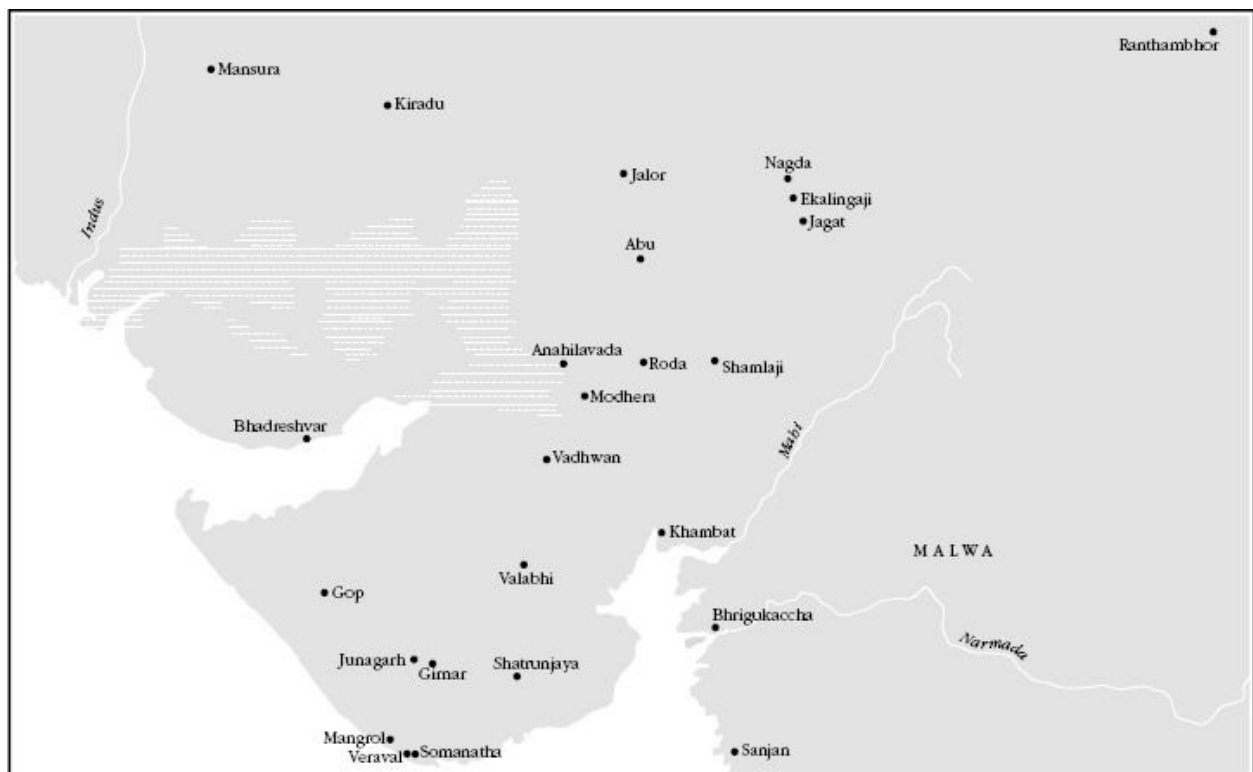 Ranthambhor
Mansura
Kiradu
Nagda
Jalor
Ekalingaji
Indus
Jagat
Abu
Anahilavada
Roda
Shamlaji
Modhera
Bhadreshvar
Mahi
Vadhwan
Khambat
MALWA
Valabhi
Gop
Bhrigukaccha
Narmada
Junagarh
Girnar
Shatrunjaya
Mangrol
Veraval
Somanatha
Sanjan